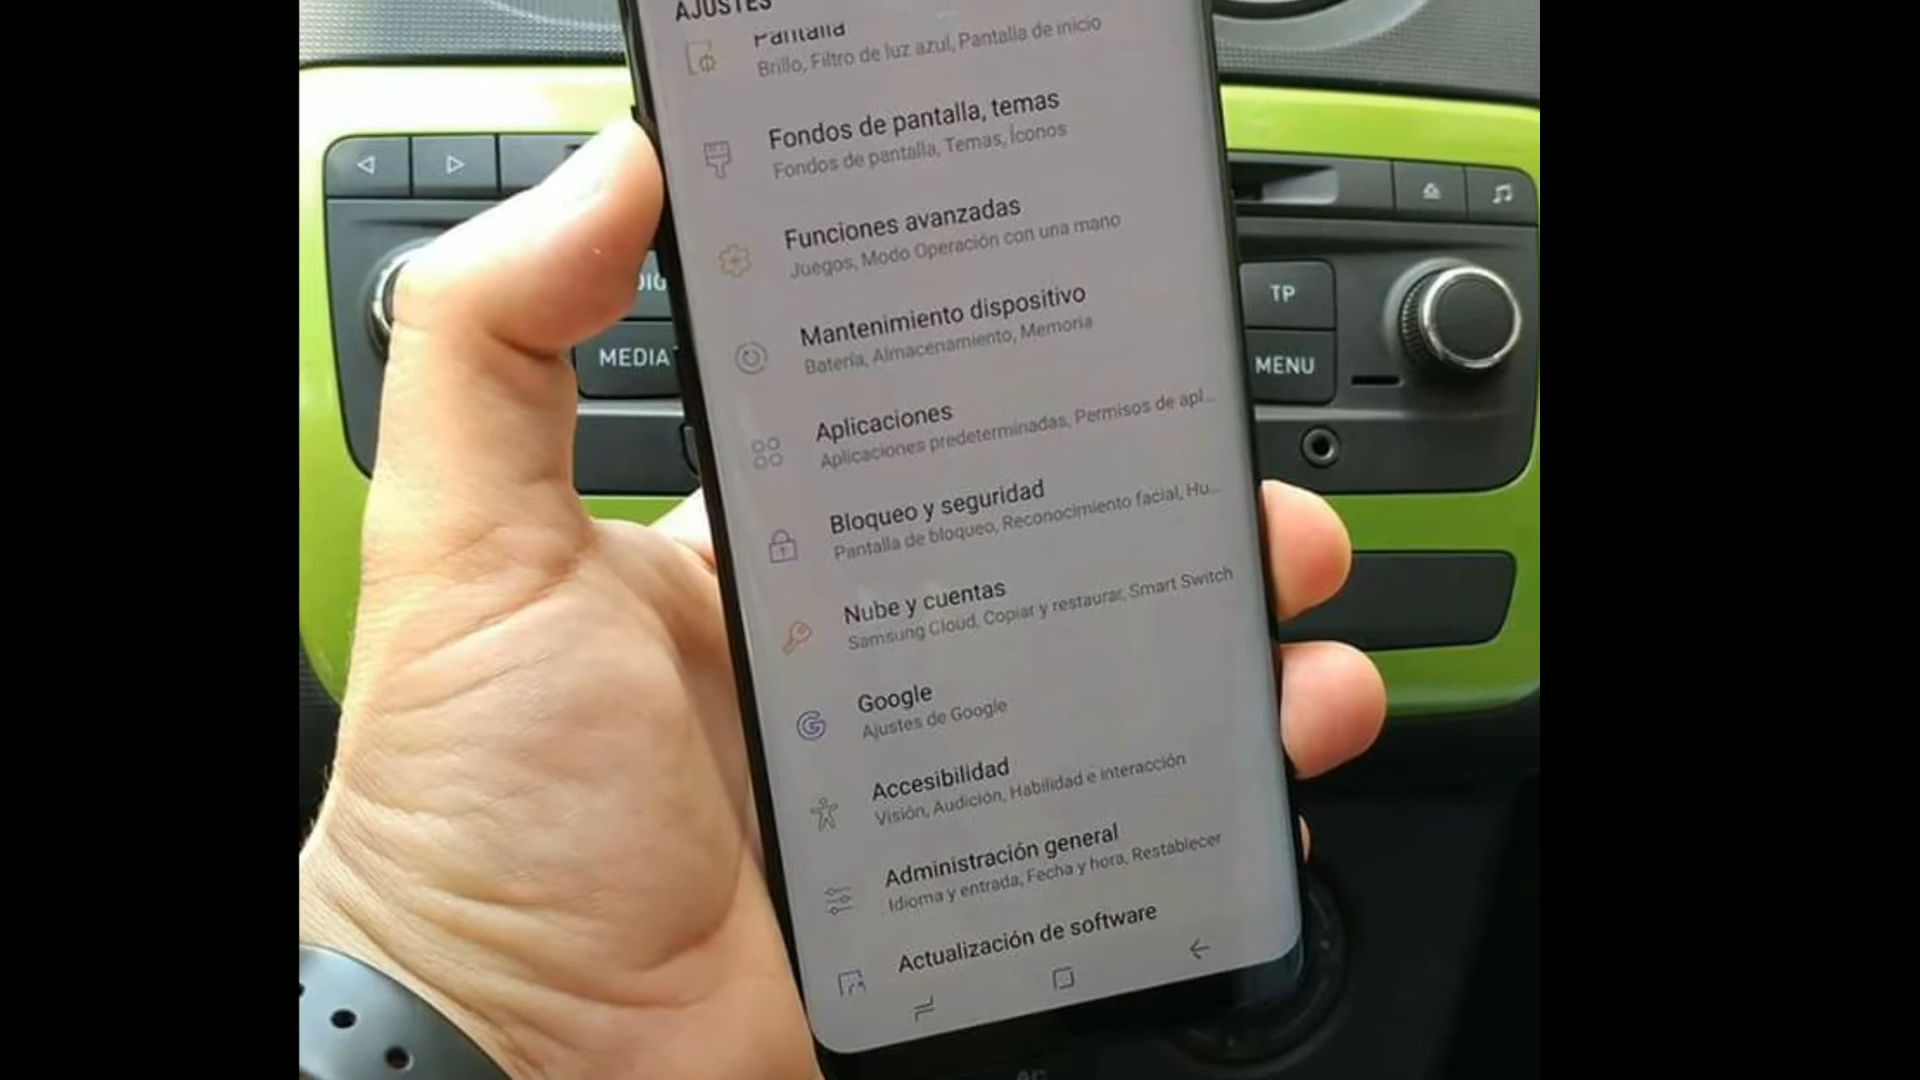 AJUSTES
Pantalla
Brillo, Filtro de luz azul, Pantalla de inicio
Fondos de pantalla, temas
Fondos de pantalla, Temas, Íconos
Funciones avanzadas
Juegos, Modo Operación con una mano
Mantenimiento dispositivo
Batería, Almacenamiento, Memoria
Aplicaciones
Aplicaciones predeterminadas, Permisos de apl...
Bloqueo y seguridad
Pantalla de bloqueo, Reconocimiento facial, Hu...
Nube y cuentas
Samsung Cloud, Copiar y restaurar, Smart Switch
Google
Ajustes de Google
Accesibilidad
Visión, Audición, Habilidad e interacción
Administración general
Idioma y entrada, Fecha y hora, Restablecer
Actualización de software
MEDIA
TP
MENU